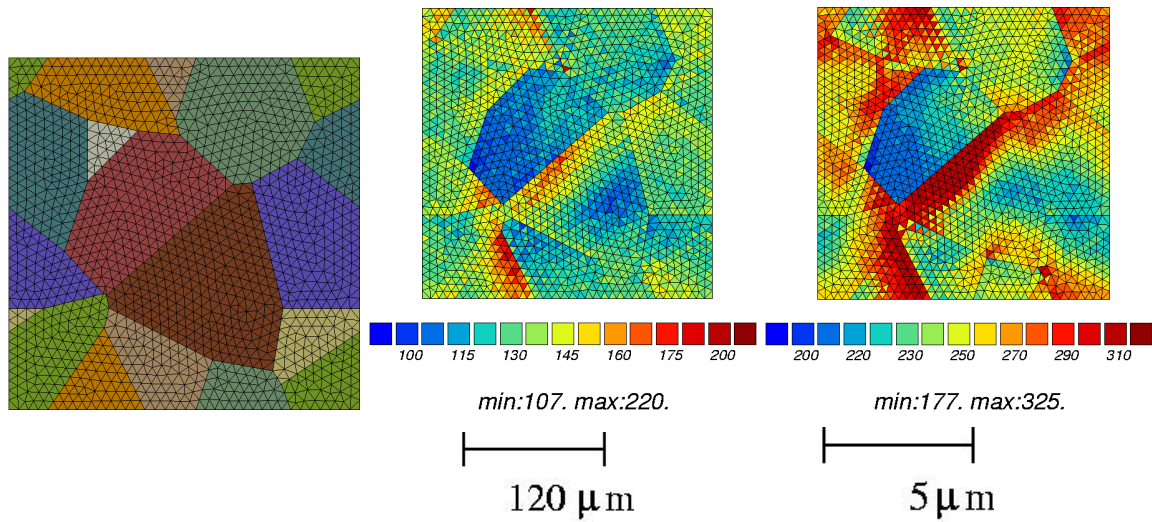 100 115 130 145 160 175 200
200 220 230 250 270 290 310
min:107. max:220.
min:177. max:325.
120 μm
5 μm